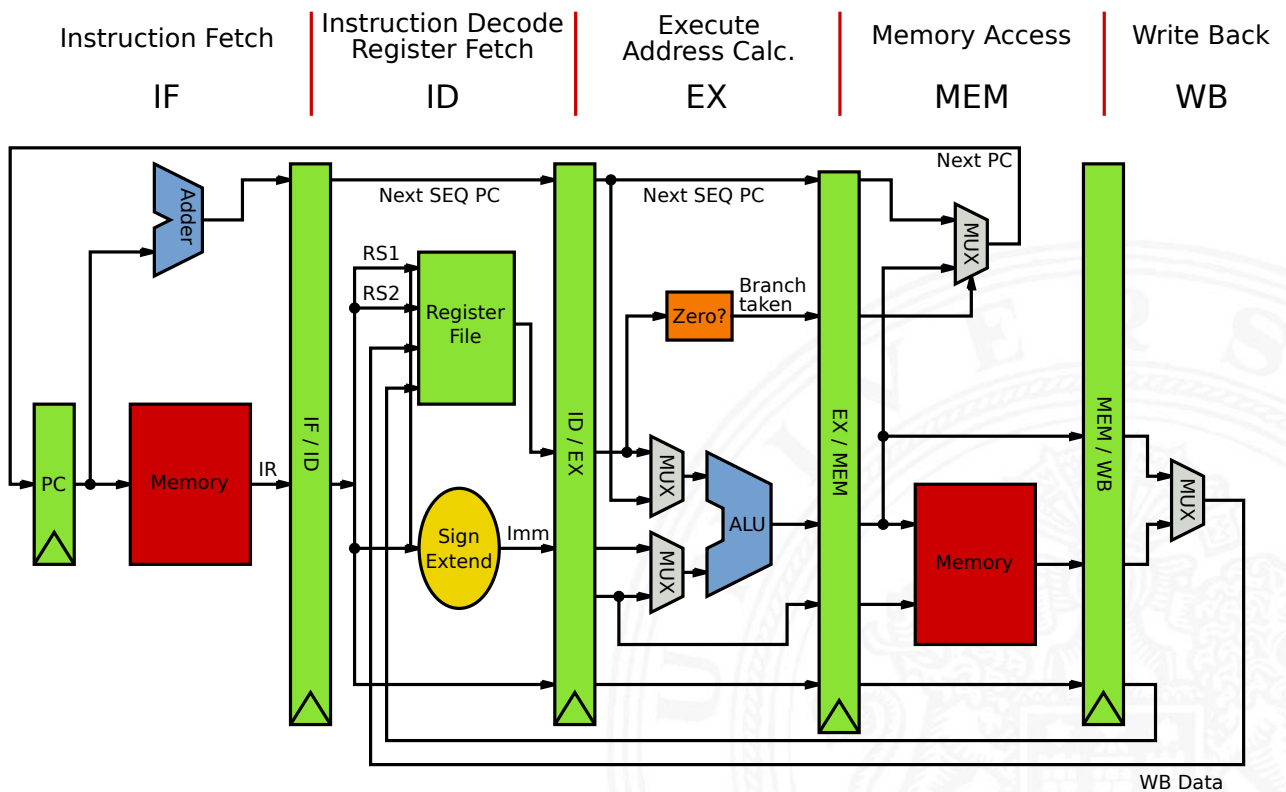 Instruction Fetch
IF
Instruction Decode
Register Fetch
ID
Execute
Address Calc.
EX
Memory Access
MEM
Write Back
WB
Next PC
Adder
Next SEQ PC
Next SEQ PC
MUX
RS1
RS2
Register
File
Branch
taken
Zero?
PC
Memory
IR
IF / ID
ID / EX
EX / MEM
MEM / WB
MUX
ALU
MUX
Sign
Extend
Imm
Memory
MUX
WB Data
U N I V E R S